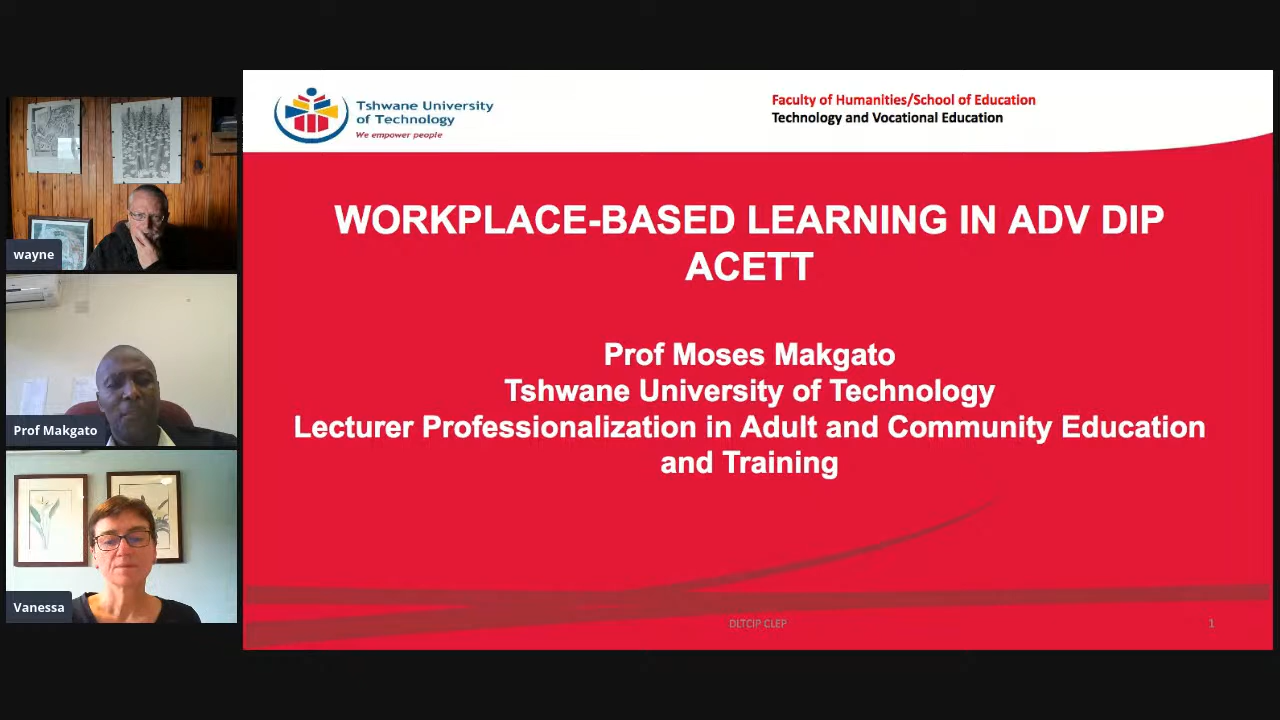 Tshwane University
of Technology
We empower people
Faculty of Humanities/School of Education
Technology and Vocational Education
WORKPLACE-BASED LEARNING IN ADV DIP
ACETT
Prof Moses Makgato
Tshwane University of Technology
Lecturer Professionalization in Adult and Community Education
and Training
DLTCIP CLEP
1
wayne
Prof Makgato
Vanessa